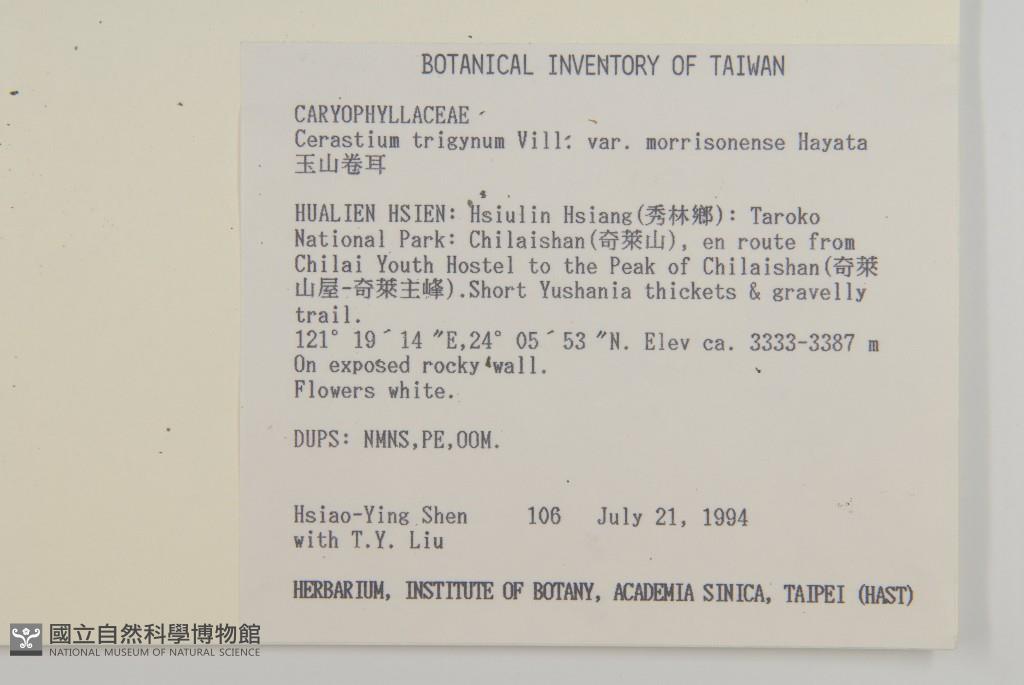 BOTANICAL INVENTORY OF TAIWAN
CARYOPHYLLACEAE
Cerastium trigynum Vill. var. morrisonense Hayata
玉山卷耳
HUALIEN HSIEN: Hsiulin Hsiang(秀林鄉): Taroko
National Park: Chilaishan(奇萊山), en route from
Chilai Youth Hostel to the Peak of Chilaishan(奇萊
山屋-奇萊主峰).Short Yushania thickets & gravelly
trail.
121° 19´14 ″E,24° 05´53 ″N. Elev ca. 3333-3387 m
On exposed rocky wall.
Flowers white.
DUPS: NMNS,PE,OOM.
Hsiao-Ying Shen 106 July 21, 1994
with T.Y. Liu
HERBARIUM, INSTITUTE OF BOTANY, ACADEMIA SINICA, TAIPEI (HAST)
國立自然科學博物館
NATIONAL MUSEUM OF NATURAL SCIENCE